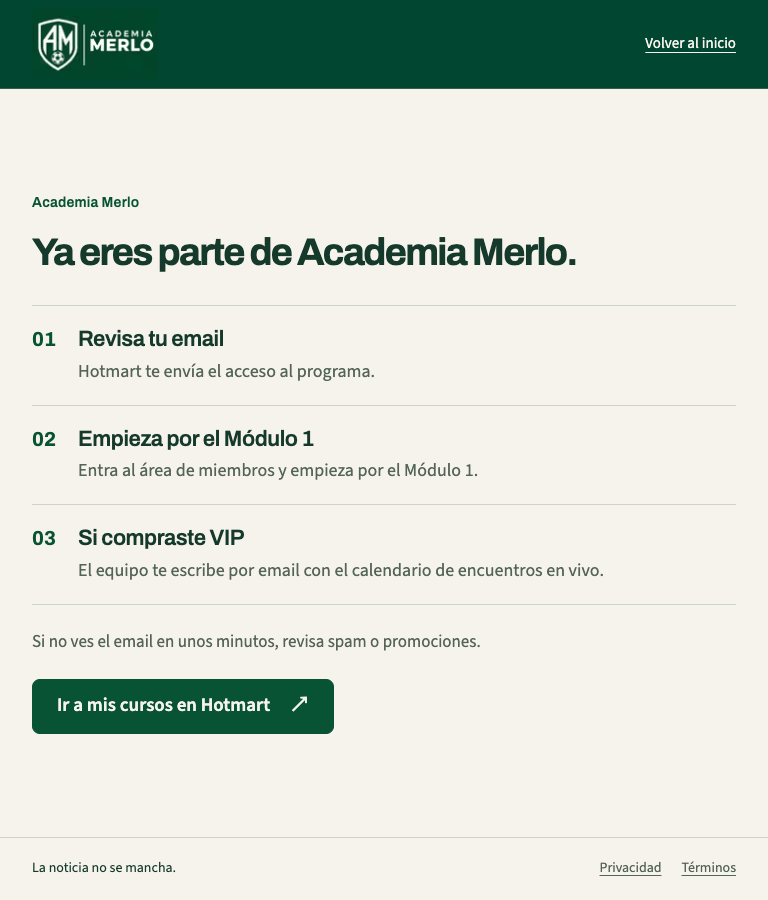 AM
ACADEMIA
MERLO
Volver al inicio
Academia Merlo
Ya eres parte de Academia Merlo.
01 Revisa tu email
Hotmart te envía el acceso al programa.
02 Empieza por el Módulo 1
Entra al área de miembros y empieza por el Módulo 1.
03 Si compraste VIP
El equipo te escribe por email con el calendario de encuentros en vivo.
Si no ves el email en unos minutos, revisa spam o promociones.
Ir a mis cursos en Hotmart ↗
La noticia no se mancha.
Privacidad Términos